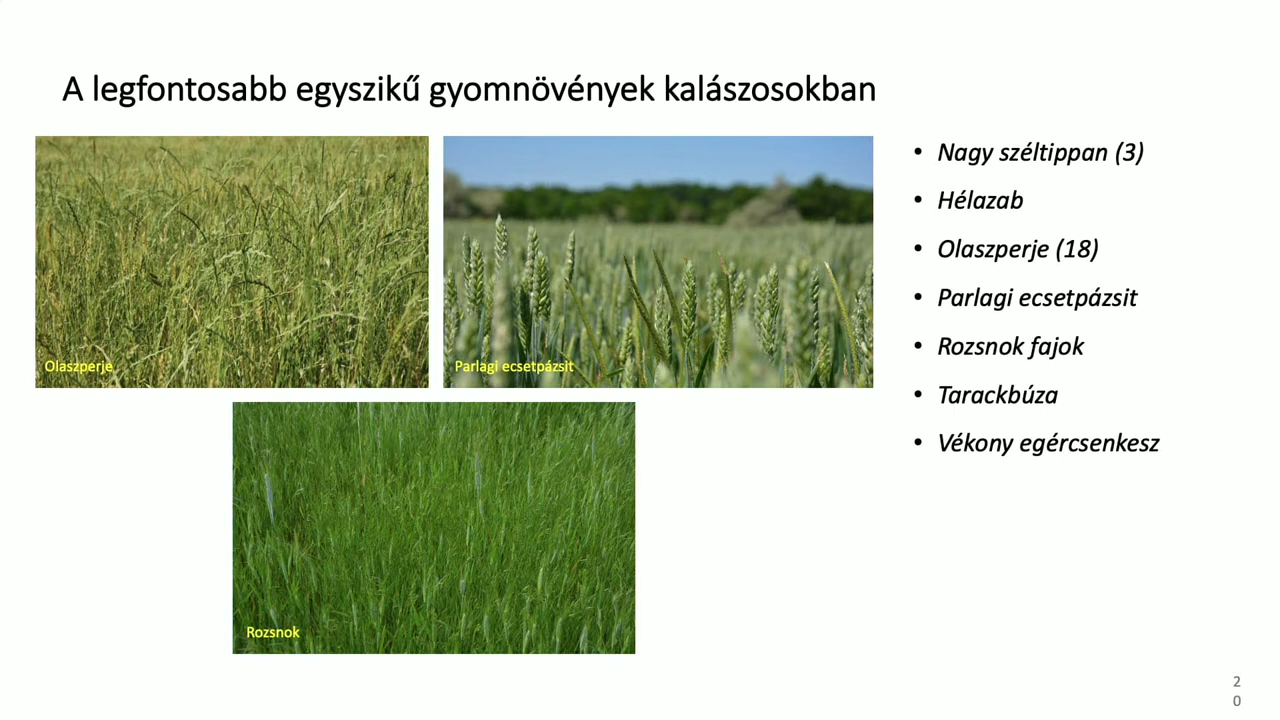 A legfontosabb egyszikű gyomnövények kalászosokban
Olaszperje
Parlagi ecsetpázsit
Rozsnok
• Nagy széltippan (3)
• Hélazab
• Olaszperje (18)
• Parlagi ecsetpázsit
• Rozsnok fajok
• Tarackbúza
• Vékony egércsenkesz
2
0